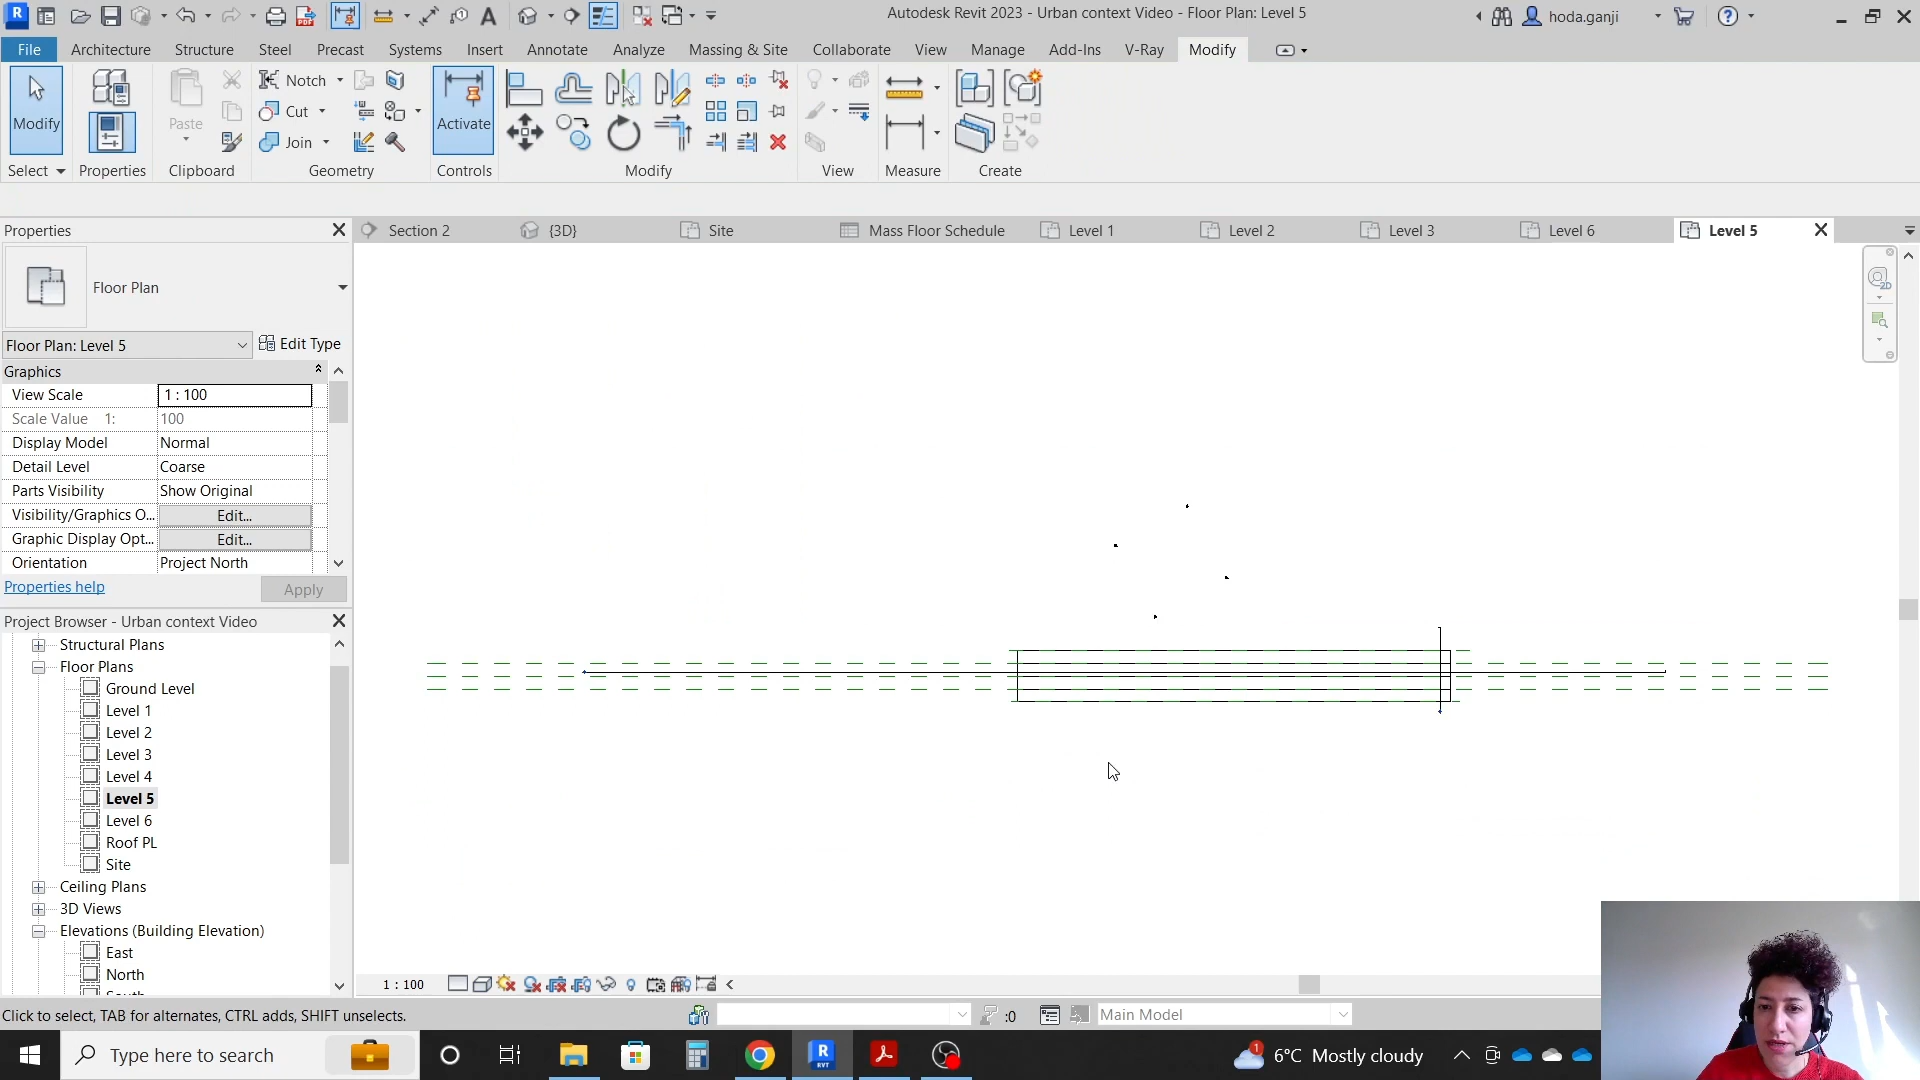 Autodesk Revit 2023 - Urban context Video - Floor Plan: Level 5
hoda.ganji
File Architecture Structure Steel Precast Systems Insert Annotate Analyze Massing & Site Collaborate View Manage Add-Ins V-Ray Modify
Modify
Paste
Notch
Cut
Join
Activate
Select Properties Clipboard Geometry Controls Modify View Measure Create
Properties
Section 2 {3D} Site Mass Floor Schedule Level 1 Level 2 Level 3 Level 6 Level 5
Floor Plan
Floor Plan: Level 5 Edit Type
Graphics
View Scale 1 : 100
Scale Value 1: 100
Display Model Normal
Detail Level Coarse
Parts Visibility Show Original
Visibility/Graphics O... Edit...
Graphic Display Opt... Edit...
Orientation Project North
Properties help Apply
Project Browser - Urban context Video
Structural Plans
Floor Plans
Ground Level
Level 1
Level 2
Level 3
Level 4
Level 5
Level 6
Roof PL
Site
Ceiling Plans
3D Views
Elevations (Building Elevation)
East
North
1 : 100
Click to select, TAB for alternates, CTRL adds, SHIFT unselects.
:0
Main Model
Type here to search
6°C Mostly cloudy